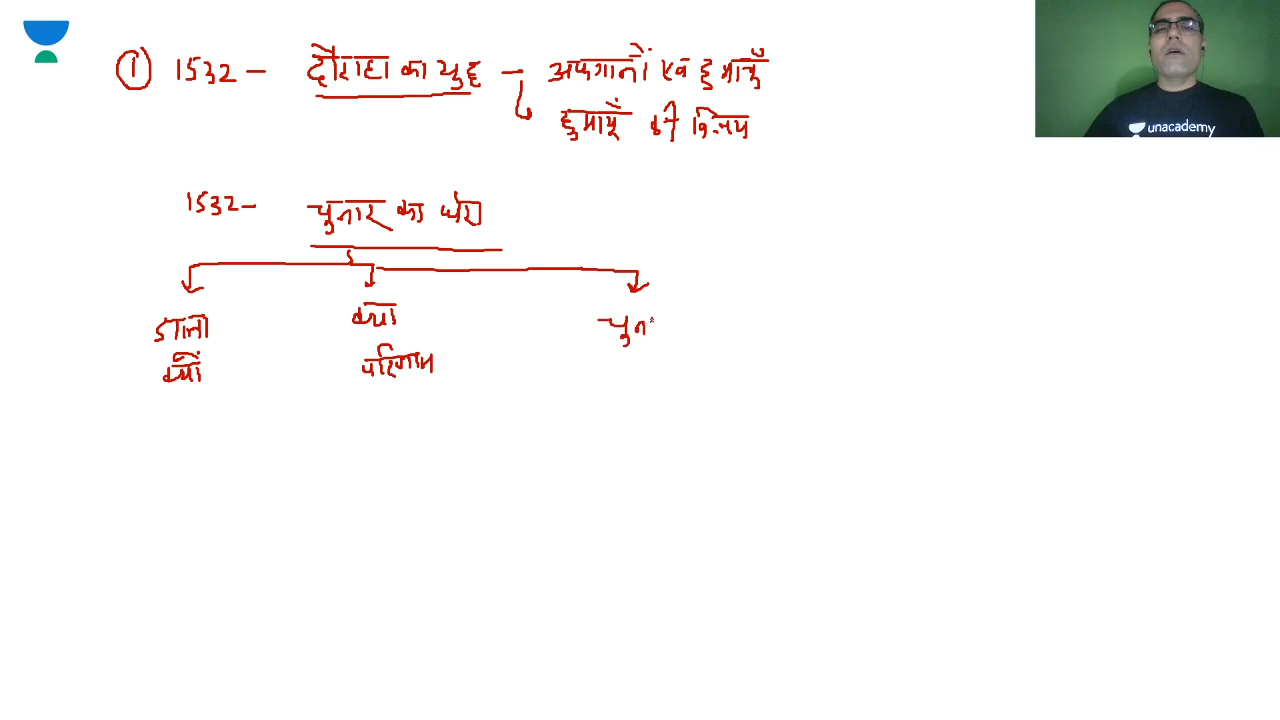 ① 1532 - दौराहा का युद्ध - अफगानों एवं हुमायूँ
हुमायूँ की विजय
1532 - चुनार का घेरा
डाला क्यों
क्या परिणाम
चुन
unacademy